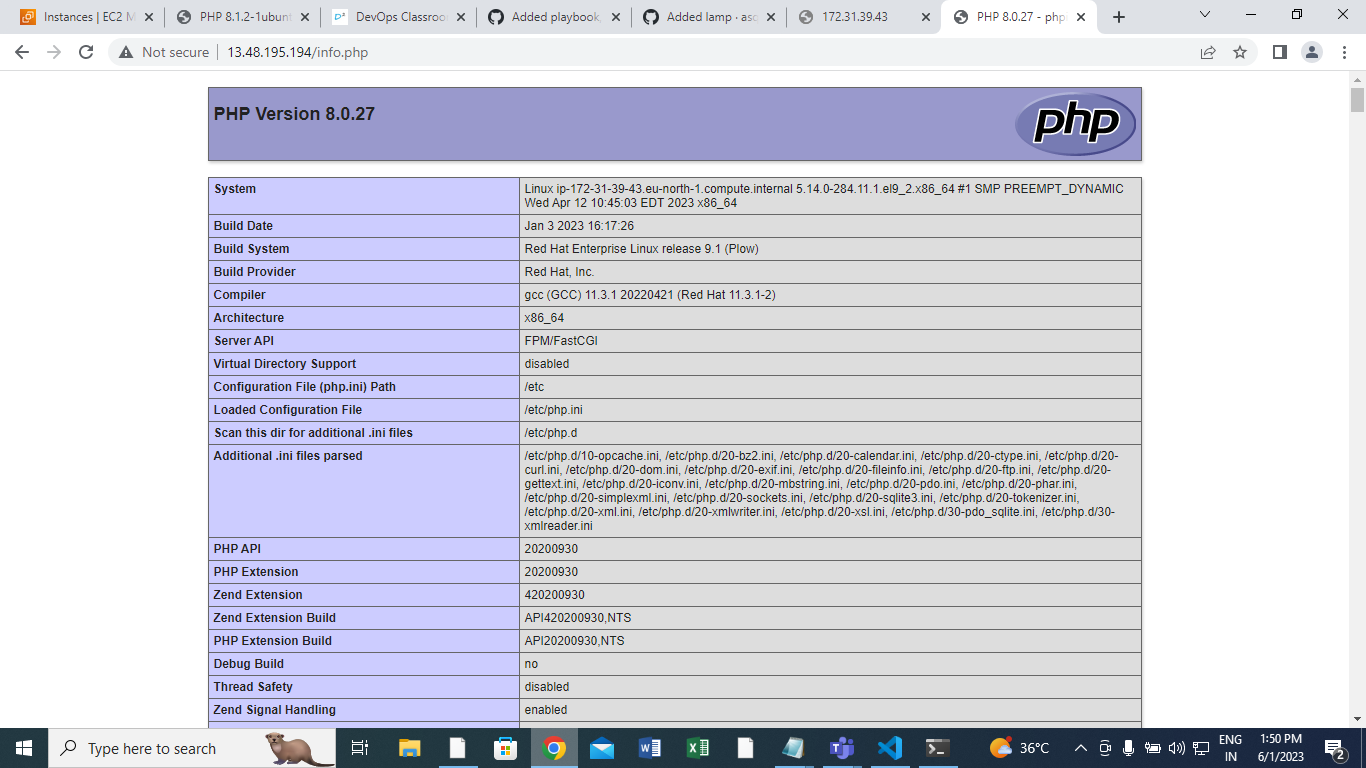 Instances | EC2 M
PHP 8.1.2-1ubunt
DevOps Classroo
Added playbook,
Added lamp · as
172.31.39.43
PHP 8.0.27 - php
Not secure
13.48.195.194/info.php
PHP Version 8.0.27
php
System Linux ip-172-31-39-43.eu-north-1.compute.internal 5.14.0-284.11.1.el9_2.x86_64 #1 SMP PREEMPT_DYNAMIC
Wed Apr 12 10:45:03 EDT 2023 x86_64
Build Date Jan 3 2023 16:17:26
Build System Red Hat Enterprise Linux release 9.1 (Plow)
Build Provider Red Hat, Inc.
Compiler gcc (GCC) 11.3.1 20220421 (Red Hat 11.3.1-2)
Architecture x86_64
Server API FPM/FastCGI
Virtual Directory Support disabled
Configuration File (php.ini) Path /etc
Loaded Configuration File /etc/php.ini
Scan this dir for additional .ini files /etc/php.d
Additional .ini files parsed /etc/php.d/10-opcache.ini, /etc/php.d/20-bz2.ini, /etc/php.d/20-calendar.ini, /etc/php.d/20-ctype.ini, /etc/php.d/20-
curl.ini, /etc/php.d/20-dom.ini, /etc/php.d/20-exif.ini, /etc/php.d/20-fileinfo.ini, /etc/php.d/20-ftp.ini, /etc/php.d/20-
gettext.ini, /etc/php.d/20-iconv.ini, /etc/php.d/20-mbstring.ini, /etc/php.d/20-pdo.ini, /etc/php.d/20-phar.ini,
/etc/php.d/20-simplexml.ini, /etc/php.d/20-sockets.ini, /etc/php.d/20-sqlite3.ini, /etc/php.d/20-tokenizer.ini,
/etc/php.d/20-xml.ini, /etc/php.d/20-xmlwriter.ini, /etc/php.d/20-xsl.ini, /etc/php.d/30-pdo_sqlite.ini, /etc/php.d/30-
xmlreader.ini
PHP API 20200930
PHP Extension 20200930
Zend Extension 420200930
Zend Extension Build API420200930,NTS
PHP Extension Build API20200930,NTS
Debug Build no
Thread Safety disabled
Zend Signal Handling enabled
Type here to search
36°C
ENG
IN
1:50 PM
6/1/2023
2